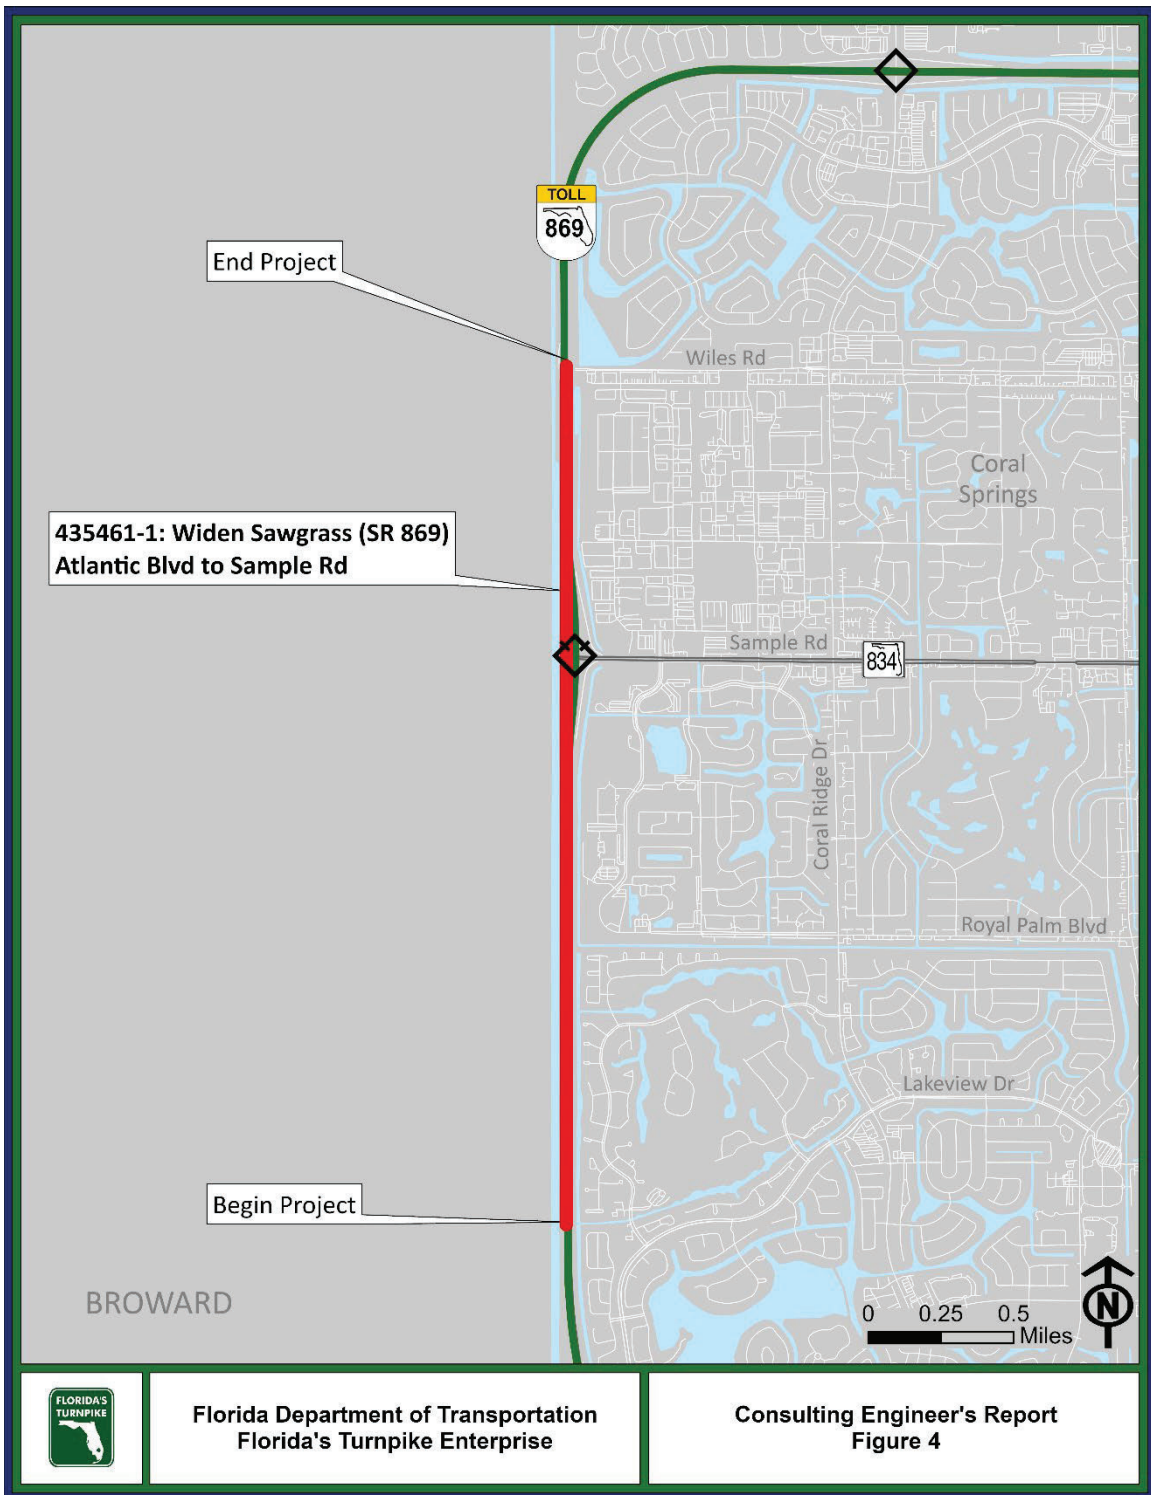 TOLL
869
End Project
Wiles Rd
Coral
Springs
435461-1: Widen Sawgrass (SR 869)
Atlantic Blvd to Sample Rd
Sample Rd
834
Coral Ridge Dr
Royal Palm Blvd
Lakeview Dr
Begin Project
BROWARD
0 0.25 0.5
Miles
N
FLORIDA'S
TURNPIKE
Florida Department of Transportation
Florida's Turnpike Enterprise
Consulting Engineer's Report
Figure 4